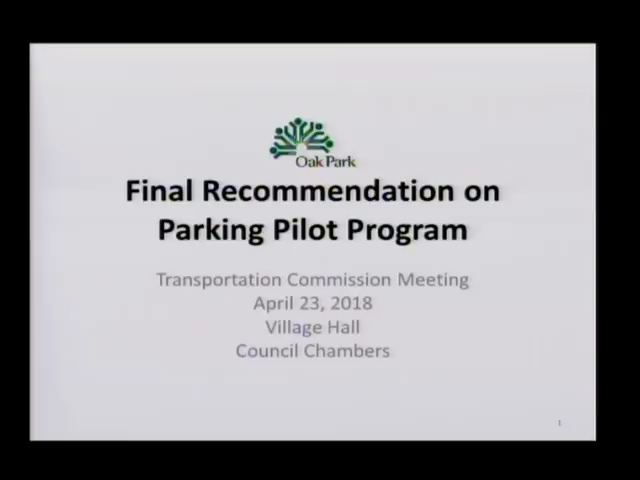 Oak Park
Final Recommendation on
Parking Pilot Program
Transportation Commission Meeting
April 23, 2018
Village Hall
Council Chambers
1